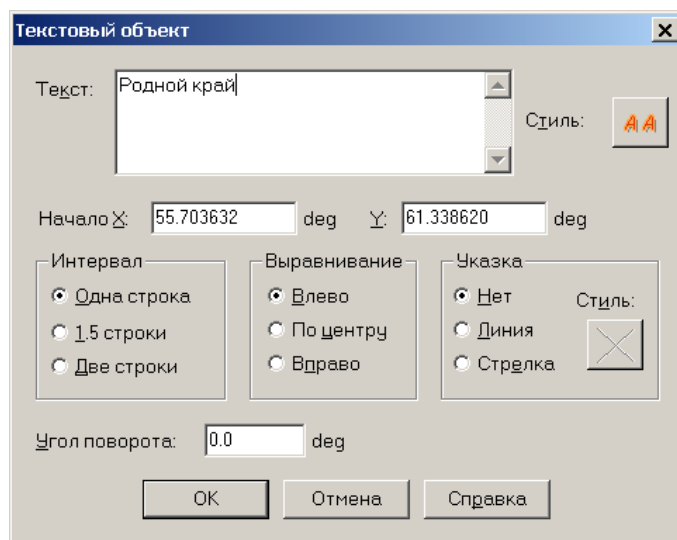 Текстовый объект
Текст: Родной край
Стиль: AA
Начало X: 55.703632 deg Y: 61.338620 deg
Интервал Выравнивание Указка
Одна строка Влево Нет Стиль:
1.5 строки По центру Линия
Две строки Вправо Стрелка
Угол поворота: 0.0 deg
OK Отмена Справка